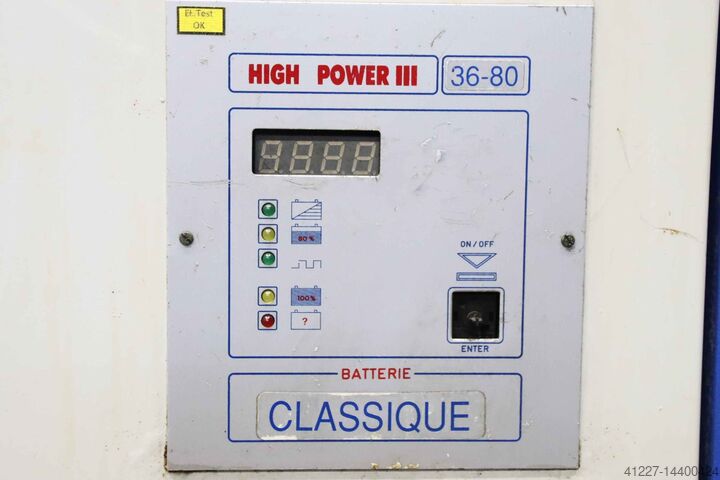 El. Test
OK
HIGH POWER III
36-80
80%
ON / OFF
100%
?
ENTER
BATTERIE
CLASSIQUE
41227-14400424